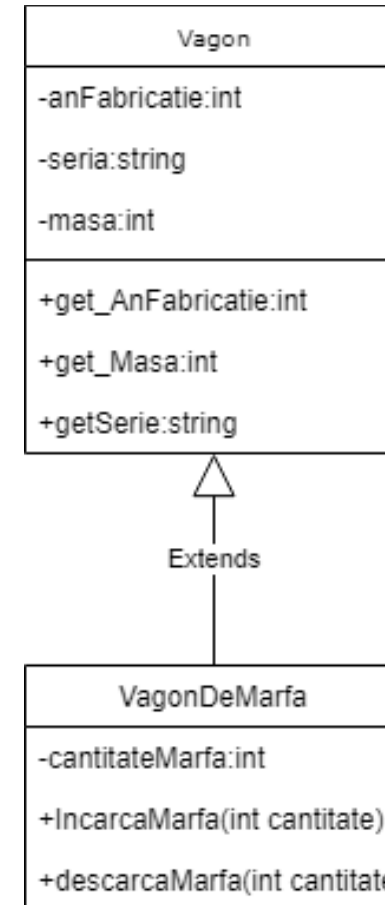 Vagon
-anFabricatie:int
-seria:string
-masa:int
+get_AnFabricatie:int
+get_Masa:int
+getSerie:string
Extends
VagonDeMarfa
-cantitateMarfa:int
+IncarcaMarfa(int cantitate)
+descarcaMarfa(int cantitate